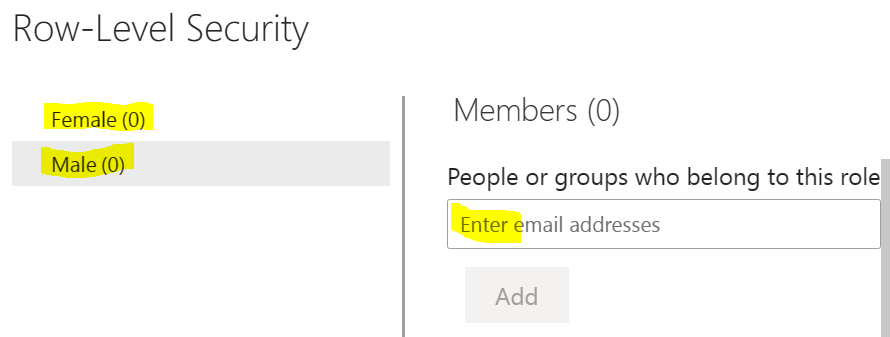 Row-Level Security
Female (0)
Male (0)
Members (0)
People or groups who belong to this role
Enter email addresses
Add